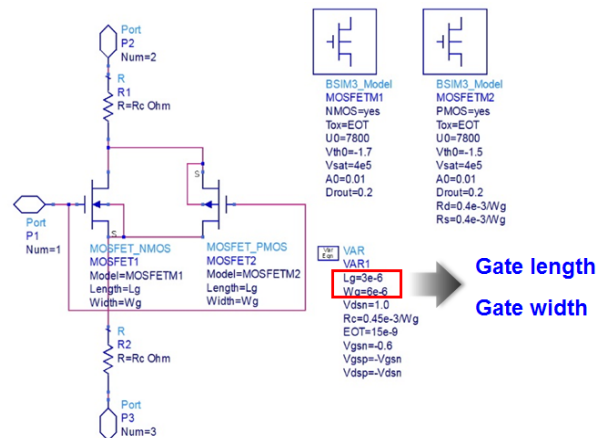 Port
P2
Num=2
R
R1
R=Rc Ohm
S
S
Port
P1
Num=1
MOSFET_NMOS
MOSFET1
Model=MOSFETM1
Length=Lg
Width=Wg
MOSFET_PMOS
MOSFET2
Model=MOSFETM2
Length=Lg
Width=Wg
R
R2
R=Rc Ohm
Port
P3
Num=3
BSIM3_Model
MOSFETM1
NMOS=yes
Tox=EOT
U0=7800
Vth0=-1.7
Vsat=4e5
A0=0.01
Drout=0.2
BSIM3_Model
MOSFETM2
PMOS=yes
Tox=EOT
U0=7800
Vth0=-1.5
Vsat=4e5
A0=0.01
Drout=0.2
Rd=0.4e-3/Wg
Rs=0.4e-3/Wg
Var
Eqn
VAR
VAR1
Lg=3e-6
Wg=6e-6
Vdsn=1.0
Rc=0.45e-3/Wg
EOT=15e-9
Vgsn=-0.6
Vgsp=-Vgsn
Vdsp=-Vdsn
Gate length
Gate width